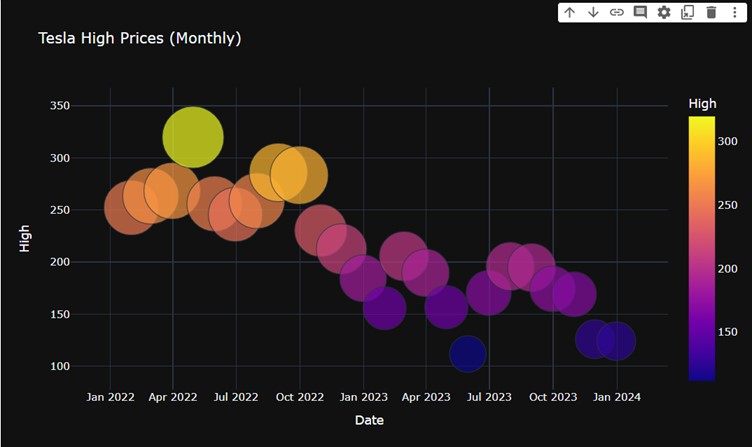 Tesla High Prices (Monthly)
High
350
300
250
200
150
100
High
300
250
200
150
Jan 2022 Apr 2022 Jul 2022 Oct 2022 Jan 2023 Apr 2023 Jul 2023 Oct 2023 Jan 2024
Date